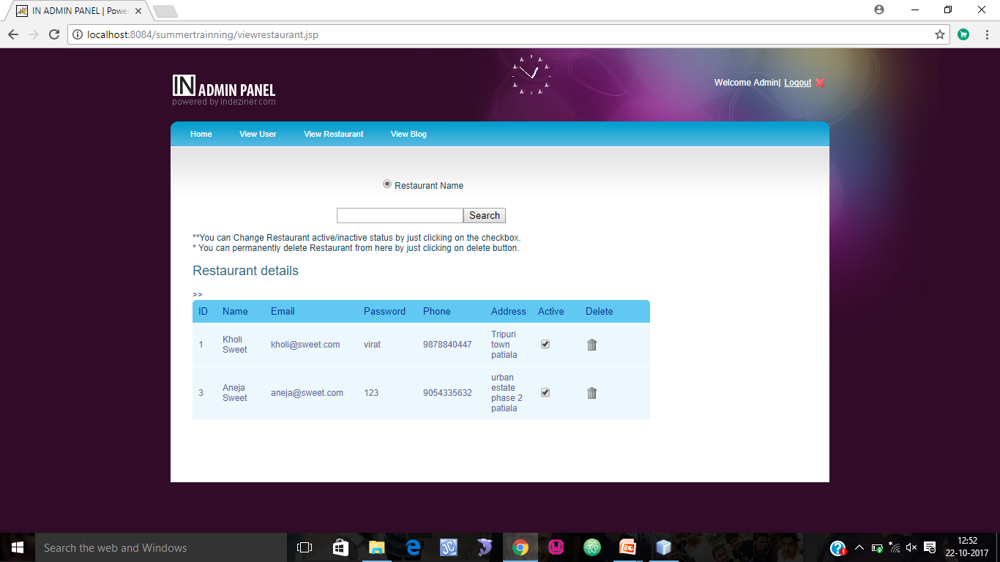 IN ADMIN PANEL | Powe
localhost:8084/summertrainning/viewrestaurant.jsp
IN ADMIN PANEL
powered by indeziner.com
Welcome Admin| Logout
Home View User View Restaurant View Blog
Restaurant Name
Search
**You can Change Restaurant active/inactive status by just clicking on the checkbox.
* You can permanently delete Restaurant from here by just clicking on delete button.
Restaurant details
>>
ID Name Email Password Phone Address Active Delete
1 Kholi Sweet kholi@sweet.com virat 9878840447 Tripuri town patiala
3 Aneja Sweet aneja@sweet.com 123 9054335632 urban estate phase 2 patiala
Search the web and Windows
JC
12:52
22-10-2017